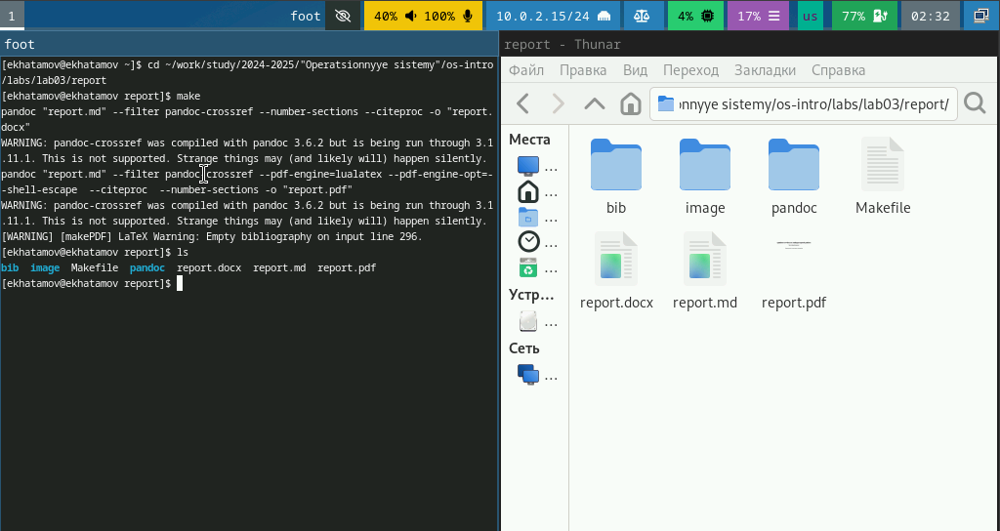 1
foot
40% 100%
10.0.2.15/24
4%
17%
us
77%
02:32
foot
[ekhatamov@ekhatamov ~]$ cd ~/work/study/2024-2025/"Operatsionnyye sistemy"/os-intro
/labs/lab03/report
[ekhatamov@ekhatamov report]$ make
pandoc "report.md" --filter pandoc-crossref --number-sections --citeproc -o "report.
docx"
WARNING: pandoc-crossref was compiled with pandoc 3.6.2 but is being run through 3.1
.11.1. This is not supported. Strange things may (and likely will) happen silently.
pandoc "report.md" --filter pandoc-crossref --pdf-engine=lualatex --pdf-engine-opt=-
-shell-escape  --citeproc  --number-sections -o "report.pdf"
WARNING: pandoc-crossref was compiled with pandoc 3.6.2 but is being run through 3.1
.11.1. This is not supported. Strange things may (and likely will) happen silently.
[WARNING] [makePDF] LaTeX Warning: Empty bibliography on input line 296.
[ekhatamov@ekhatamov report]$ ls
bib  image  Makefile  pandoc  report.docx  report.md  report.pdf
[ekhatamov@ekhatamov report]$
report - Thunar
Файл Правка Вид Переход Закладки Справка
онnyye sistemy/os-intro/labs/lab03/report/
Места
...
...
...
...
...
Устр...
...
Сеть
...
bib
image
pandoc
Makefile
report.docx
report.md
report.pdf